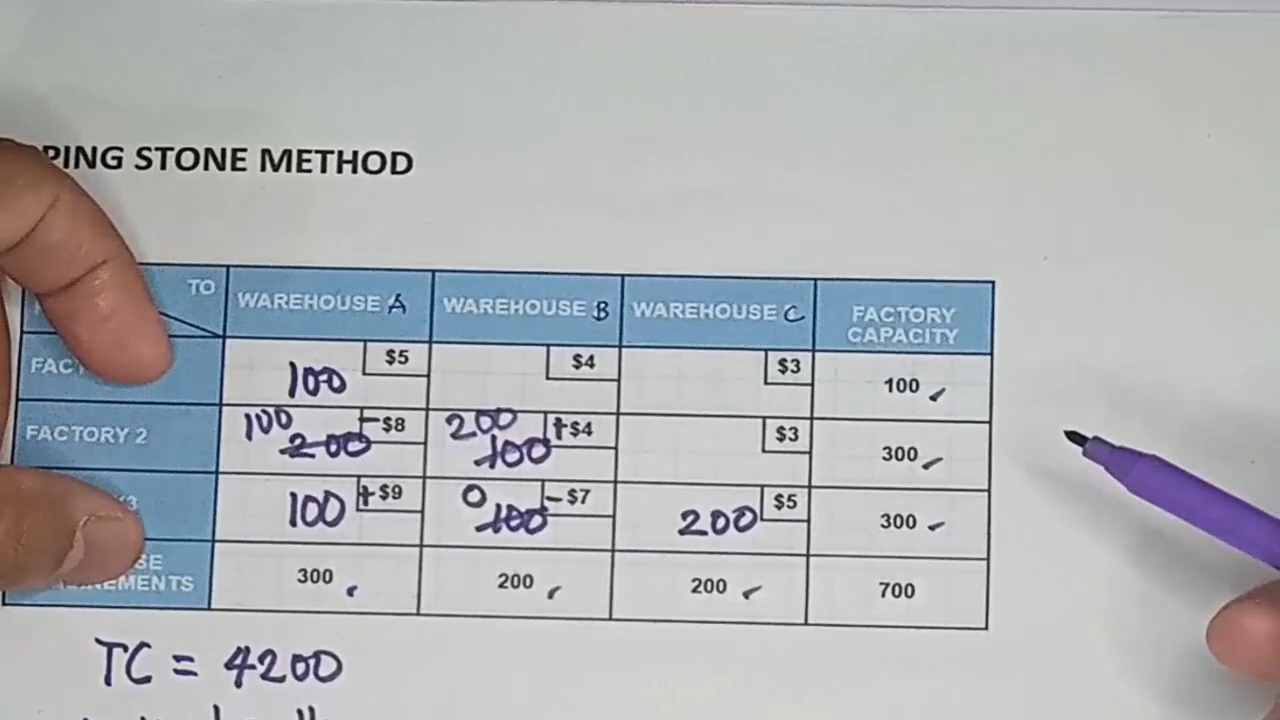 PING STONE METHOD
TO WAREHOUSE A WAREHOUSE B WAREHOUSE C FACTORY CAPACITY
FAC 100 $5 $4 $3 100
FACTORY 2 100 200 -$8 200 100 +$4 $3 300
3 100 +$9 0 100 -$7 200 $5 300
SE
EMENTS 300 200 200 700
TC = 4200